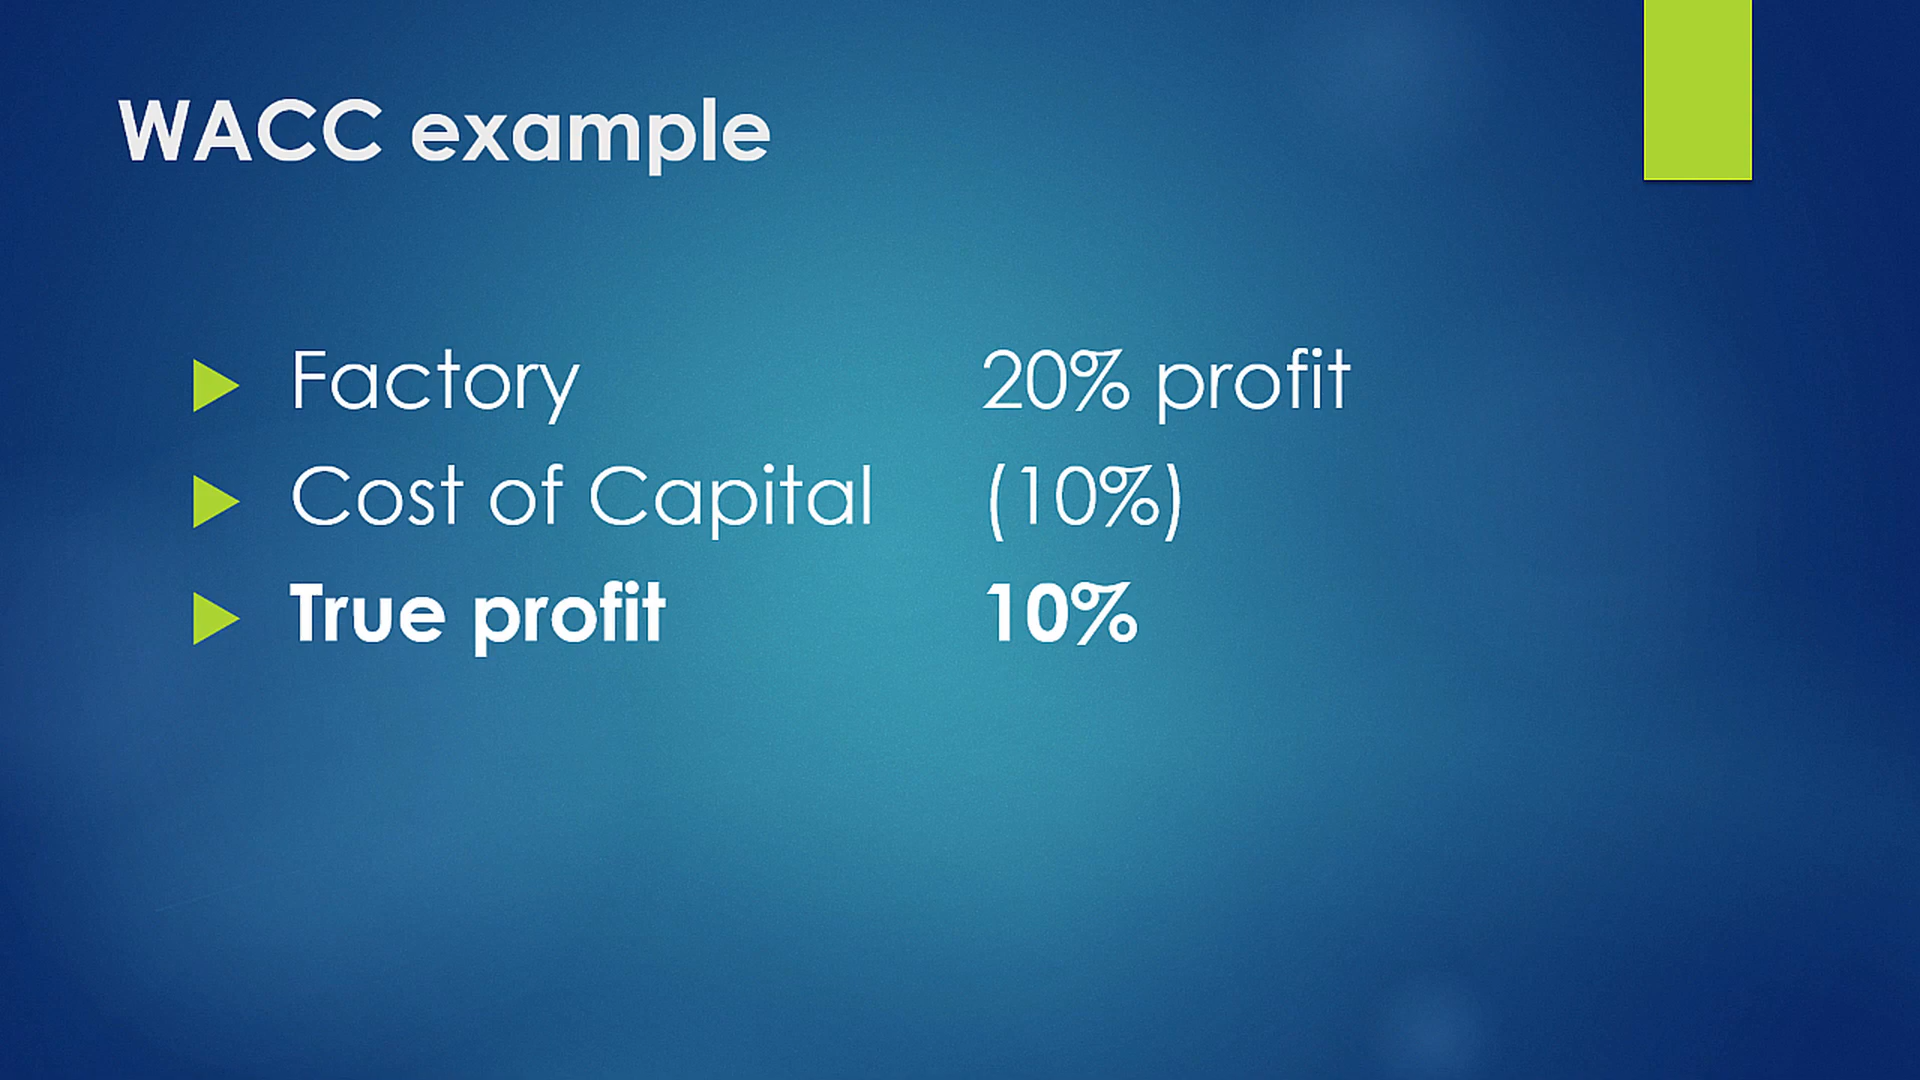 WACC example
Factory 20% profit
Cost of Capital (10%)
True profit 10%